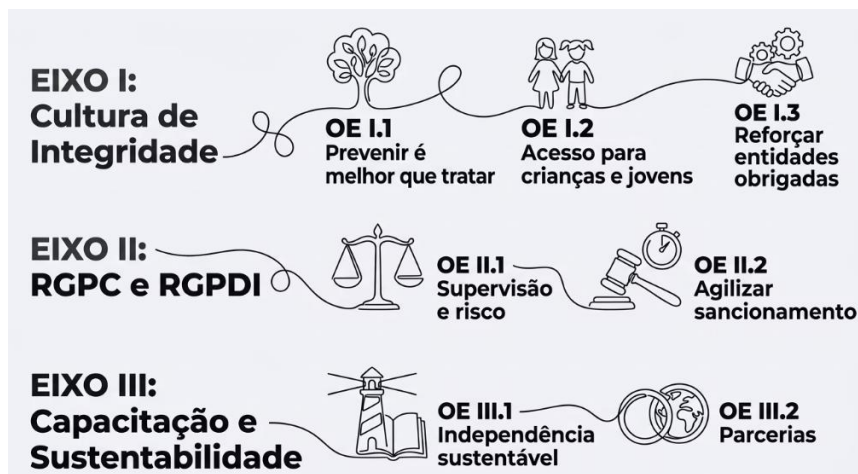 EIXO I:
Cultura de
Integridade
OE I.1
Prevenir é
melhor que tratar
OE I.2
Acesso para
crianças e jovens
OE I.3
Reforçar
entidades
obrigadas
EIXO II:
RGPC e RGPDI
OE II.1
Supervisão
e risco
OE II.2
Agilizar
sancionamento
EIXO III:
Capacitação e
Sustentabilidade
OE III.1
Independência
sustentável
OE III.2
Parcerias